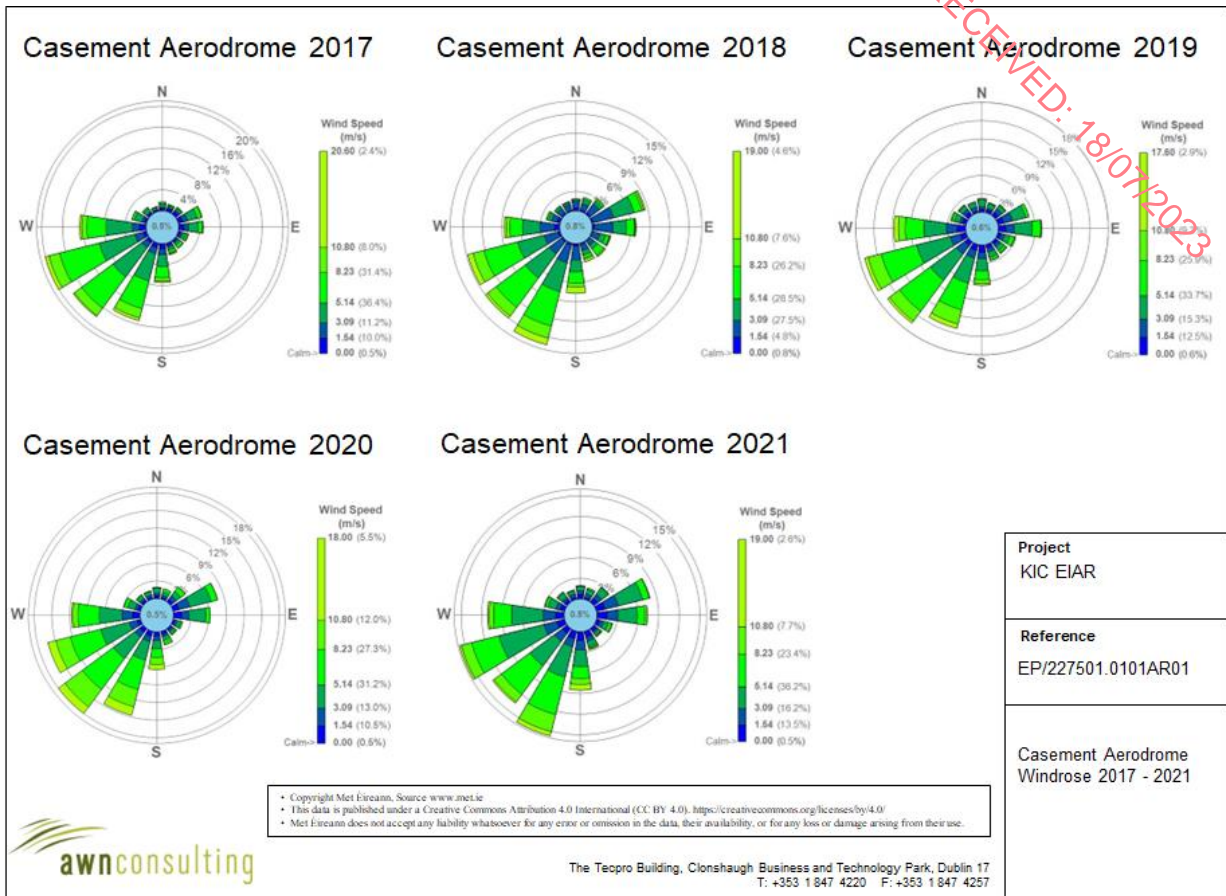 RECEIVED: 18/07/2023
Casement Aerodrome 2017
N
W
E
S
20%
16%
12%
8%
4%
0.5%
Wind Speed
(m/s)
20.60 (2.4%)
10.80 (8.0%)
8.23 (31.4%)
5.14 (36.4%)
3.09 (11.2%)
1.54 (10.0%)
Calm-> 0.00 (0.5%)
Casement Aerodrome 2018
N
W
E
S
15%
12%
9%
6%
0.8%
Wind Speed
(m/s)
19.00 (4.6%)
10.80 (7.6%)
8.23 (26.2%)
5.14 (28.5%)
3.09 (27.5%)
1.54 (4.8%)
Calm-> 0.00 (0.8%)
Casement Aerodrome 2019
N
W
E
S
18%
15%
12%
9%
6%
3%
0.6%
Wind Speed
(m/s)
17.60 (2.9%)
10.80
8.23 (25.9%)
5.14 (33.7%)
3.09 (15.3%)
1.54 (12.5%)
Calm-> 0.00 (0.6%)
Casement Aerodrome 2020
N
W
E
S
18%
15%
12%
9%
6%
0.5%
Wind Speed
(m/s)
18.00 (5.5%)
10.80 (12.0%)
8.23 (27.3%)
5.14 (31.2%)
3.09 (13.0%)
1.54 (10.5%)
Calm-> 0.00 (0.5%)
Casement Aerodrome 2021
N
W
E
S
15%
12%
9%
6%
0.5%
Wind Speed
(m/s)
19.00 (2.6%)
10.80 (7.7%)
8.23 (23.4%)
5.14 (36.2%)
3.09 (16.2%)
1.54 (13.5%)
Calm-> 0.00 (0.5%)
Project
KIC EIAR
Reference
EP/227501.0101AR01
Casement Aerodrome
Windrose 2017 - 2021
• Copyright Met Éireann, Source www.met.ie
• This data is published under a Creative Commons Attribution 4.0 International (CC BY 4.0). https://creativecommons.org/licenses/by/4.0/
• Met Éireann does not accept any liability whatsoever for any error or omission in the data, their availability, or for any loss or damage arising from their use.
awnconsulting
The Tecpro Building, Clonshaugh Business and Technology Park, Dublin 17
T: +353 1 847 4220 F: +353 1 847 4257